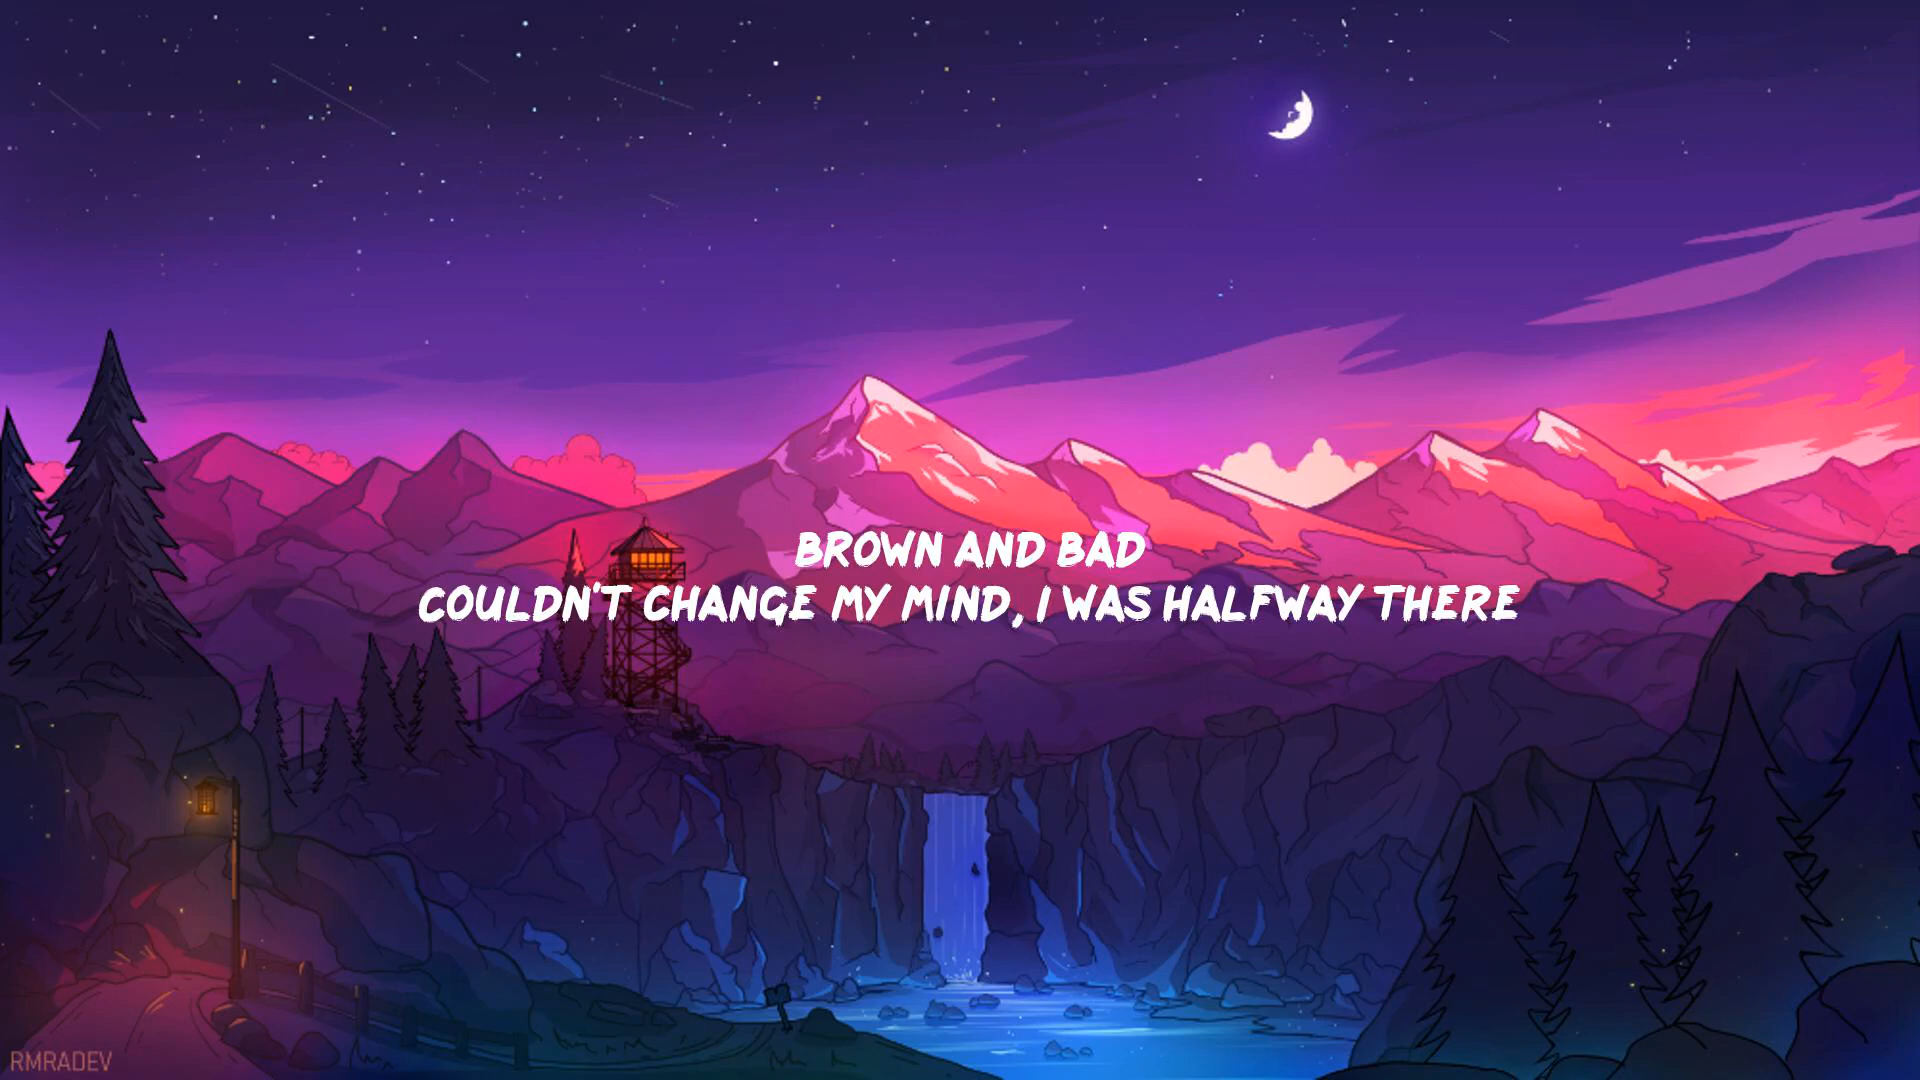 BROWN AND BAD
COULDN'T CHANGE MY MIND, I WAS HALFWAY THERE
RMRADEV